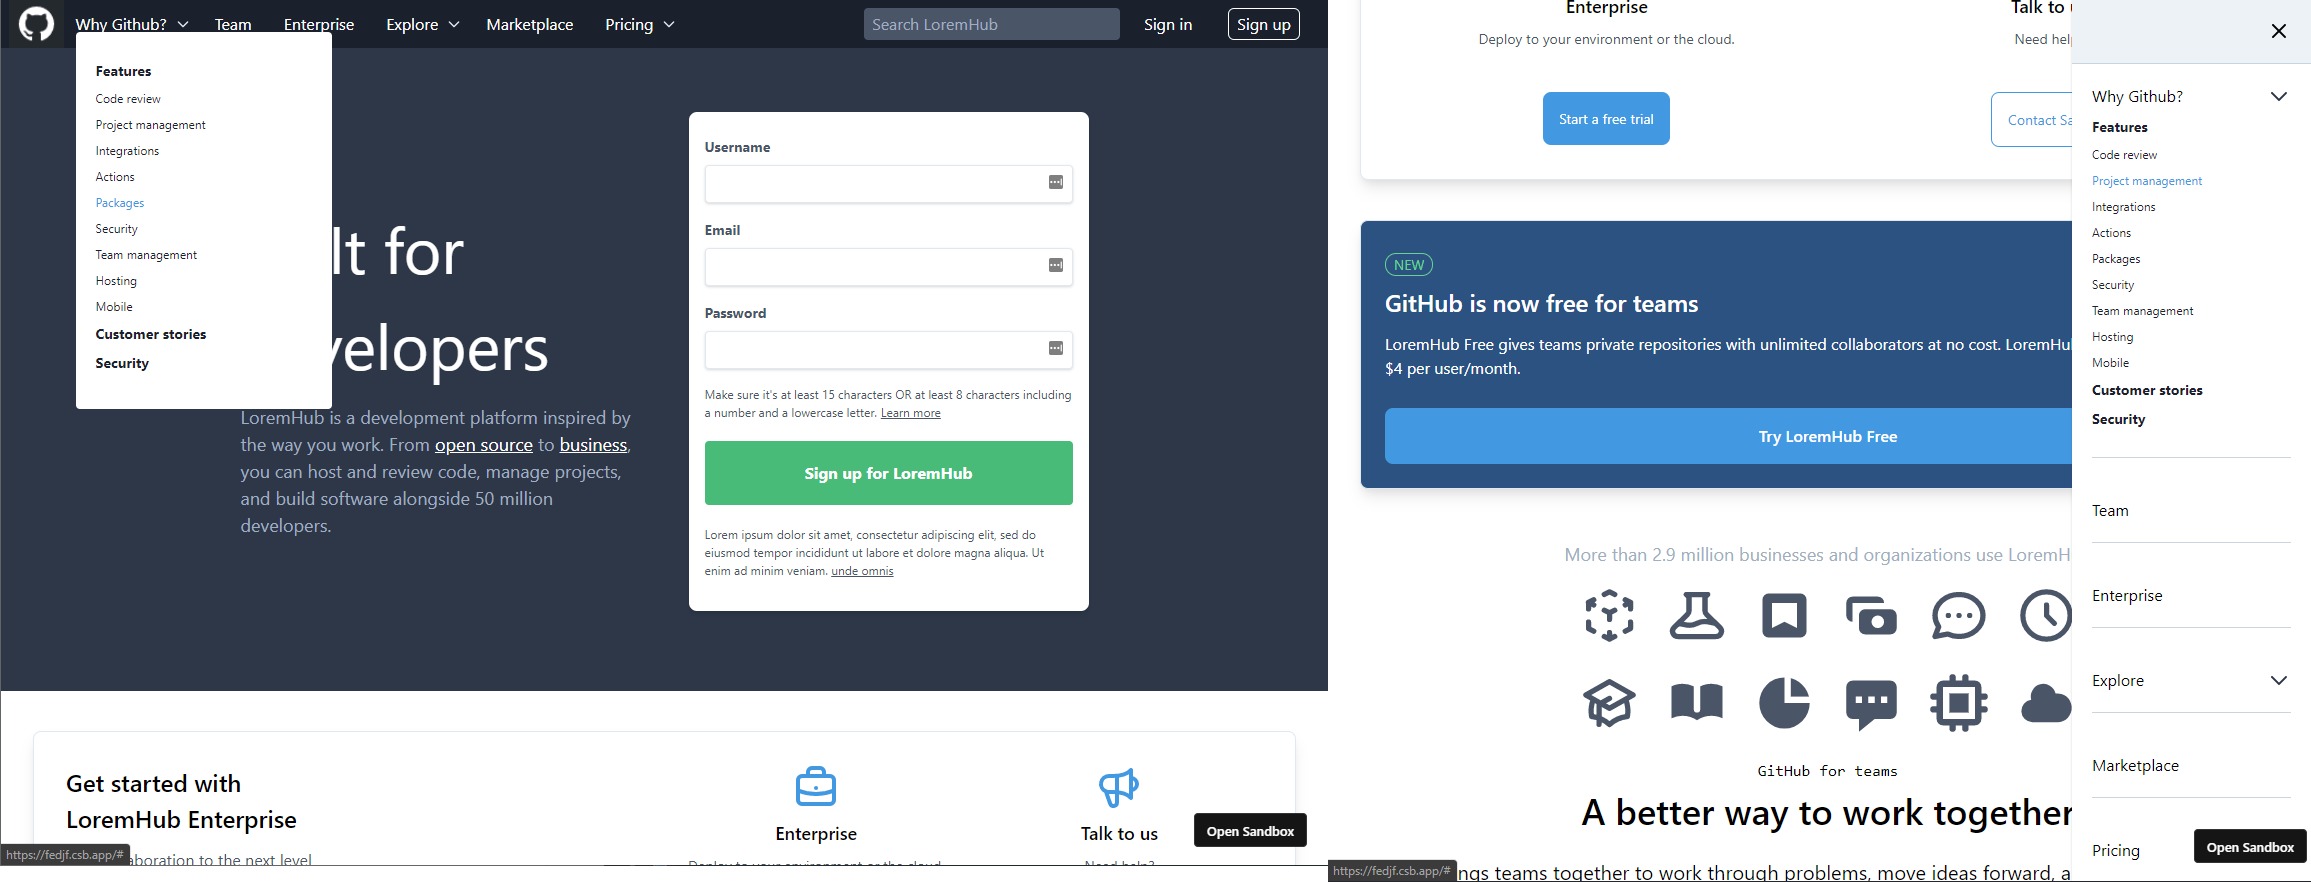 Why Github?
Team
Enterprise
Explore
Marketplace
Pricing
Search LoremHub
Sign in
Sign up
Features
Code review
Project management
Integrations
Actions
Packages
Security
Team management
Hosting
Mobile
Customer stories
Security
lt for
velopers
LoremHub is a development platform inspired by
the way you work. From open source to business,
you can host and review code, manage projects,
and build software alongside 50 million
developers.
Username
Email
Password
Make sure it's at least 15 characters OR at least 8 characters including
a number and a lowercase letter. Learn more
Sign up for LoremHub
Lorem ipsum dolor sit amet, consectetur adipiscing elit, sed do
eiusmod tempor incididunt ut labore et dolore magna aliqua. Ut
enim ad minim veniam. unde omnis
Get started with
LoremHub Enterprise
aboration to the next level
Enterprise
Deploy to your environment or the cloud.
Talk to us
Need help?
Open Sandbox
https://fedjf.csb.app/#
Enterprise
Deploy to your environment or the cloud.
Start a free trial
Talk to
Need hel
Contact Sa
NEW
GitHub is now free for teams
LoremHub Free gives teams private repositories with unlimited collaborators at no cost. LoremHu
$4 per user/month.
Try LoremHub Free
More than 2.9 million businesses and organizations use LoremH
GitHub for teams
A better way to work together
ngs teams together to work through problems, move ideas forward, a
https://fedjf.csb.app/#
Why Github?
Features
Code review
Project management
Integrations
Actions
Packages
Security
Team management
Hosting
Mobile
Customer stories
Security
Team
Enterprise
Explore
Marketplace
Pricing
Open Sandbox